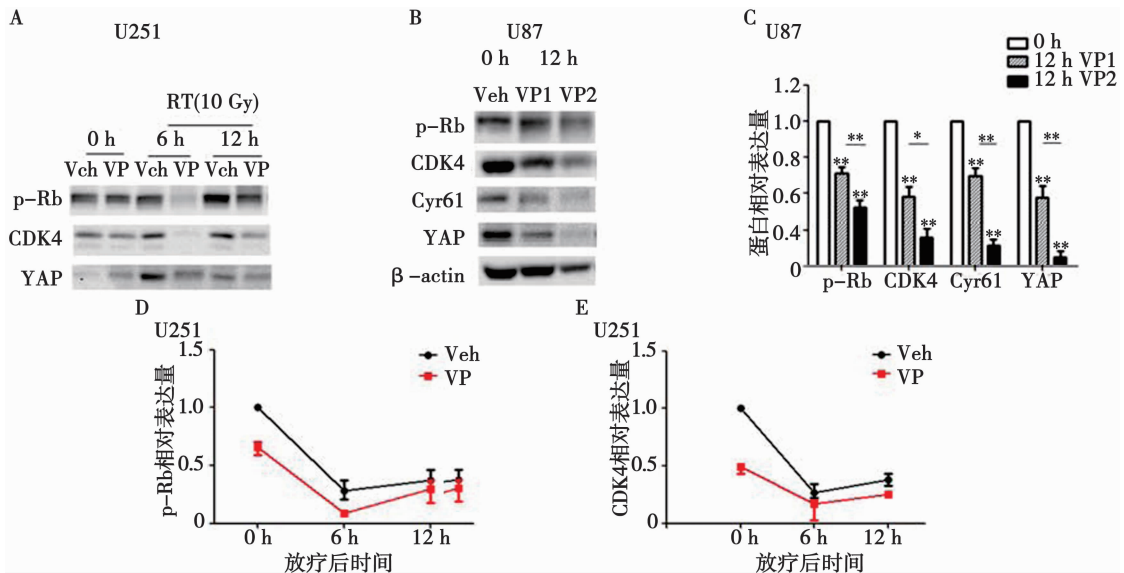 A
U251
RT(10 Gy)
0 h 6 h 12 h
Vch VP Vch VP Vch VP
p-Rb
CDK4
YAP
B
U87
0 h 12 h
Veh VP1 VP2
p-Rb
CDK4
Cyr61
YAP
β-actin
C
U87
0 h
12 h VP1
12 h VP2
蛋白相对表达量
1.2
1.0
0.8
0.6
0.4
0
** ** **
** * **
** ** **
** ** **
p-Rb CDK4 Cyr61 YAP
D
U251
Veh
VP
p-Rb相对表达量
1.5
1.0
0.5
0
0 h 6 h 12 h
放疗后时间
E
U251
Veh
VP
CDK4相对表达量
1.5
1.0
0.5
0
0 h 6 h 12 h
放疗后时间